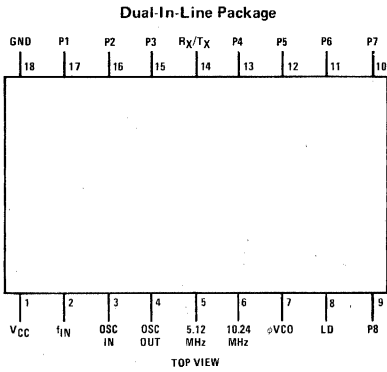 Dual-In-Line Package
GND P1 P2 P3 RX/TX P4 P5 P6 P7
18 17 16 15 14 13 12 11 10
1 2 3 4 5 6 7 8 9
VCC fIN OSC IN OSC OUT 5.12 MHz 10.24 MHz φVCO LD P8
TOP VIEW